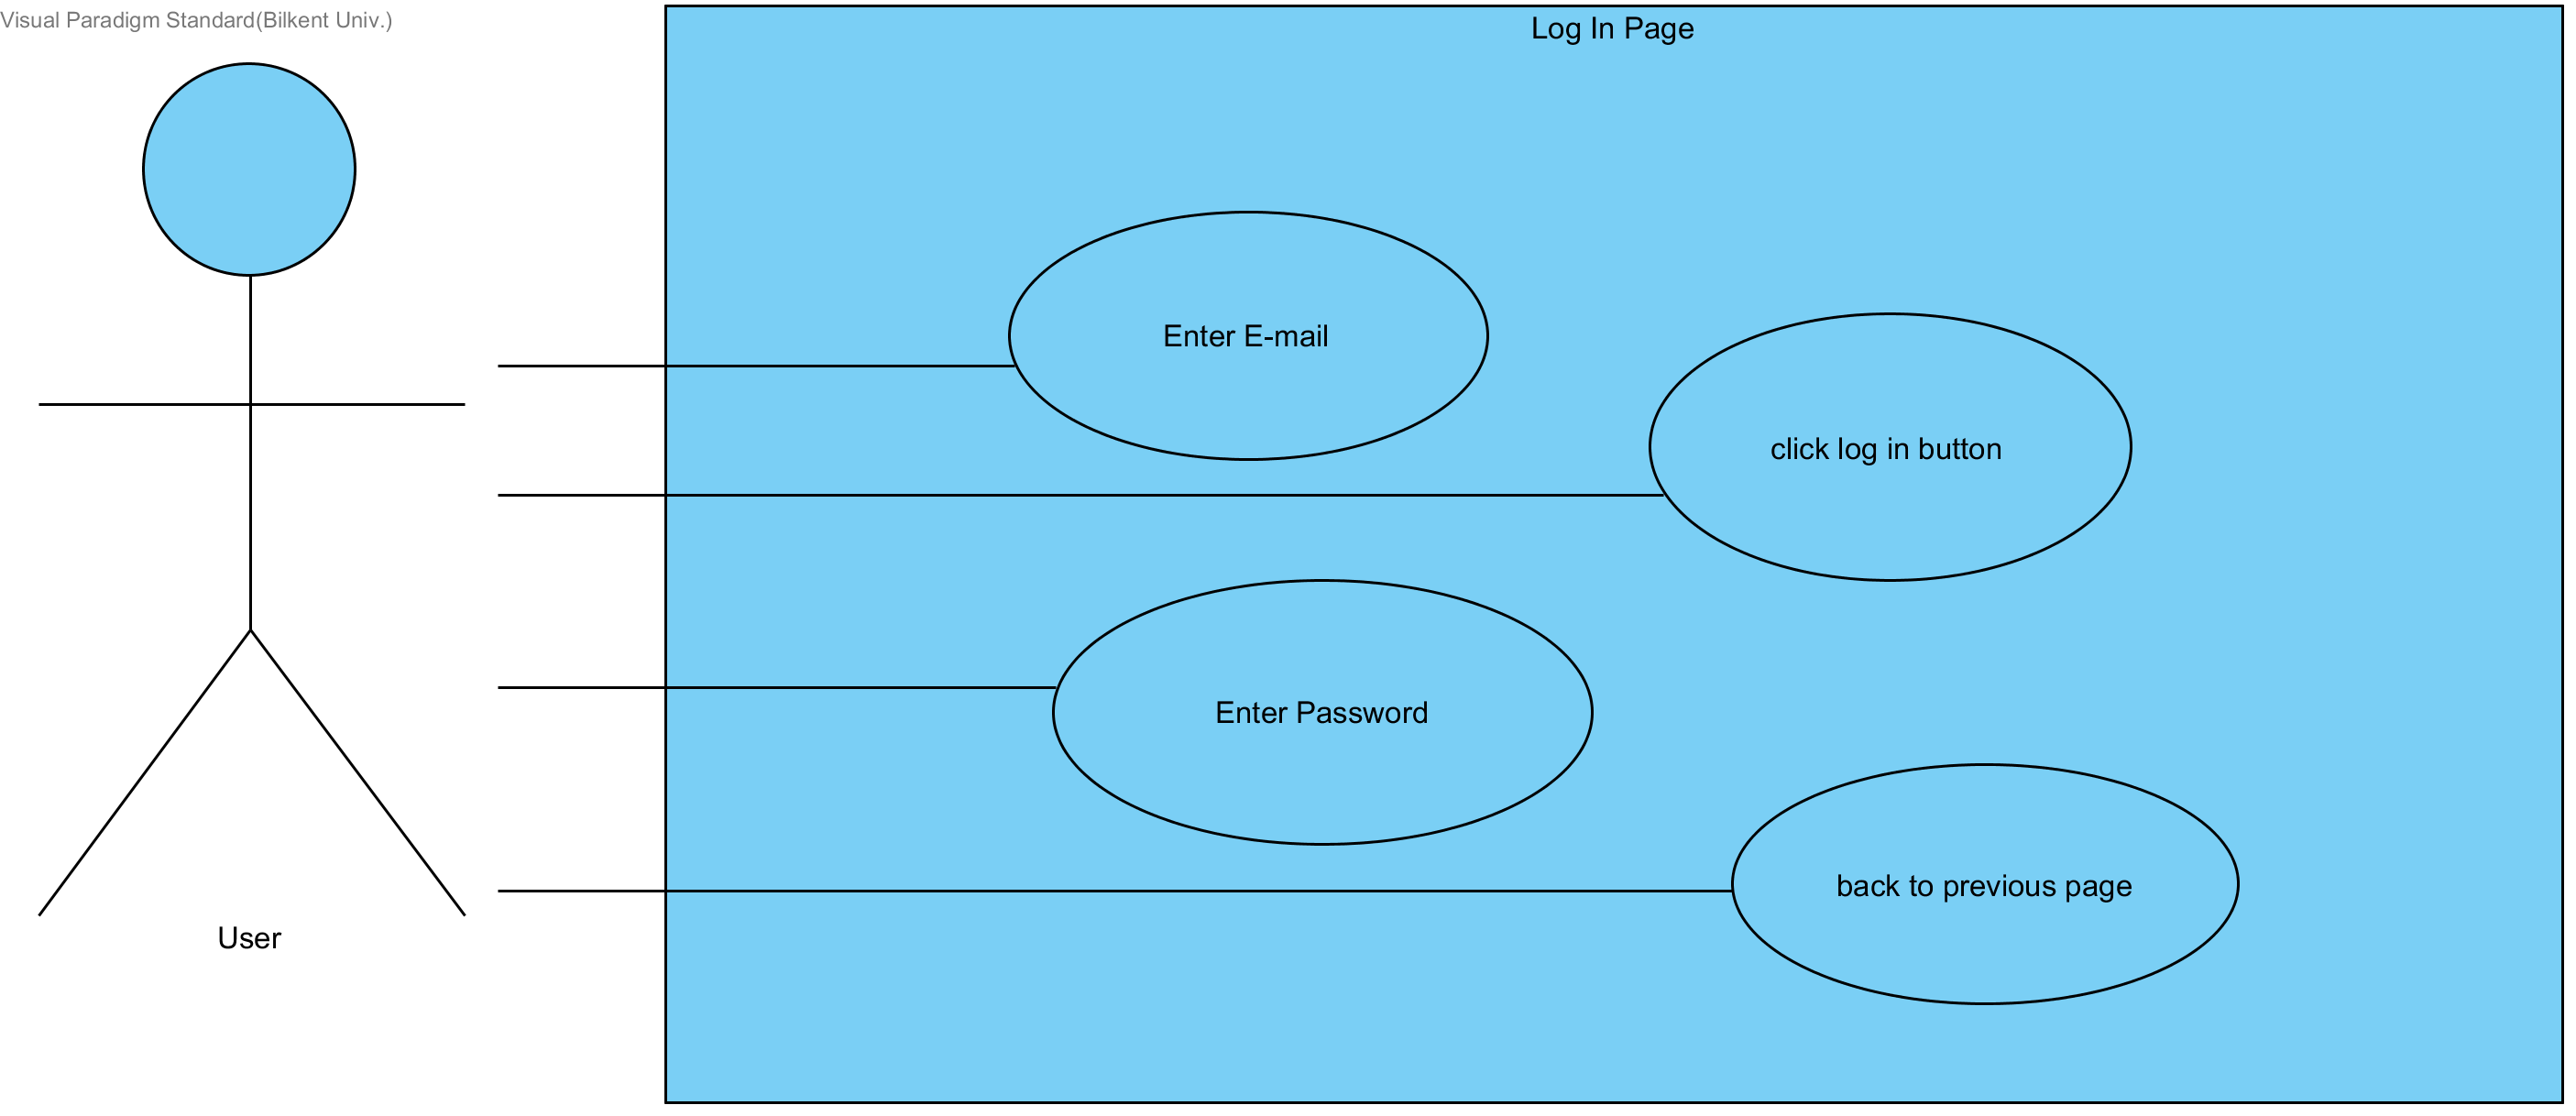 Visual Paradigm Standard(Bilkent Univ.)
Log In Page
Enter E-mail
click log in button
Enter Password
back to previous page
User